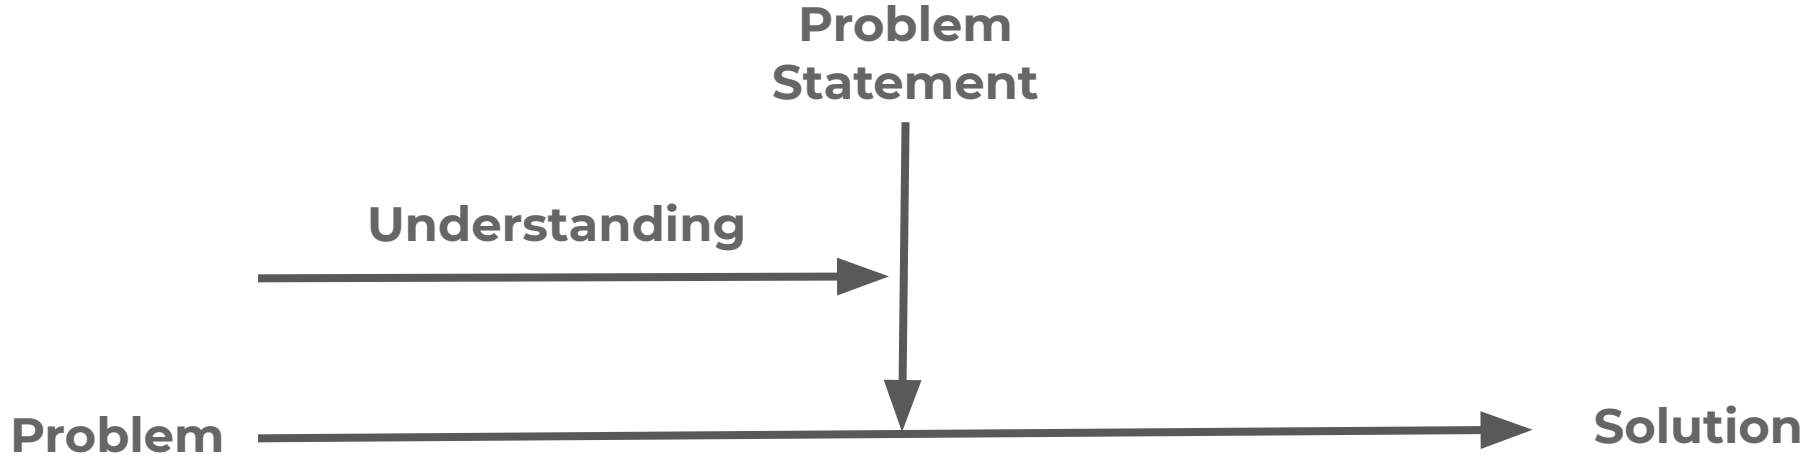 Problem
Statement
Understanding
Problem
Solution